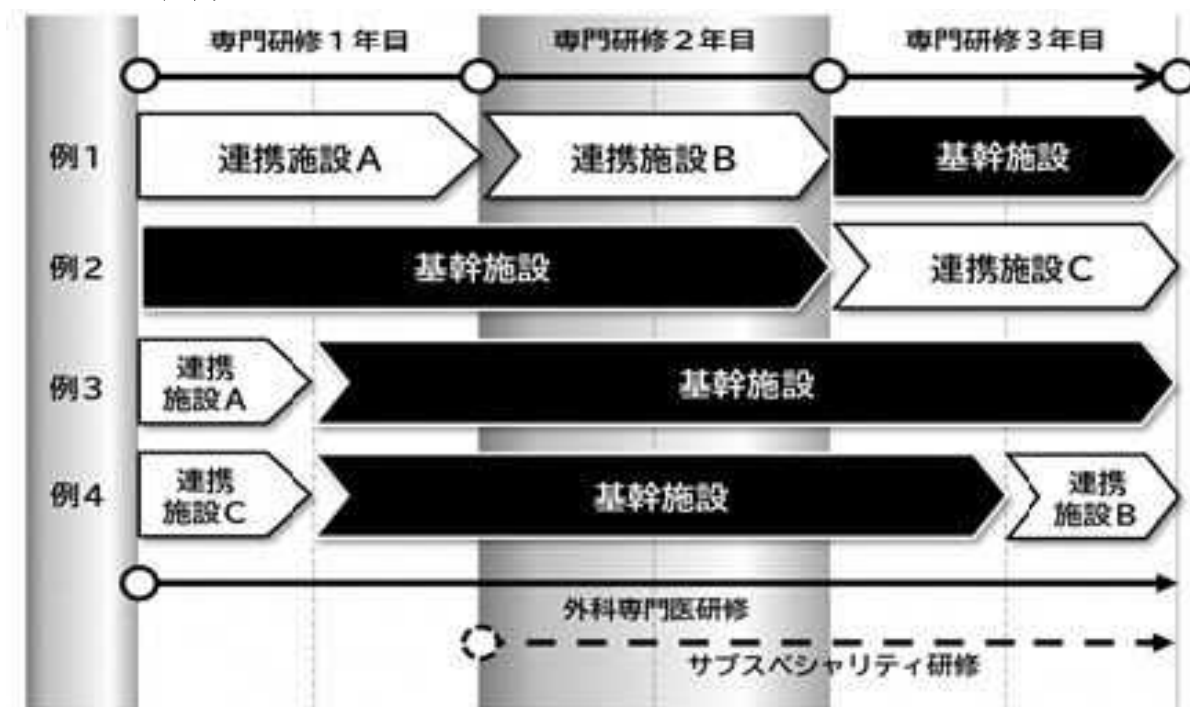 専門研修1年目
専門研修2年目
専門研修3年目
例1
連携施設A
連携施設B
基幹施設
例2
基幹施設
連携施設C
例3
連携
施設A
基幹施設
例4
連携
施設C
基幹施設
連携
施設B
外科専門医研修
サブスペシャリティ研修